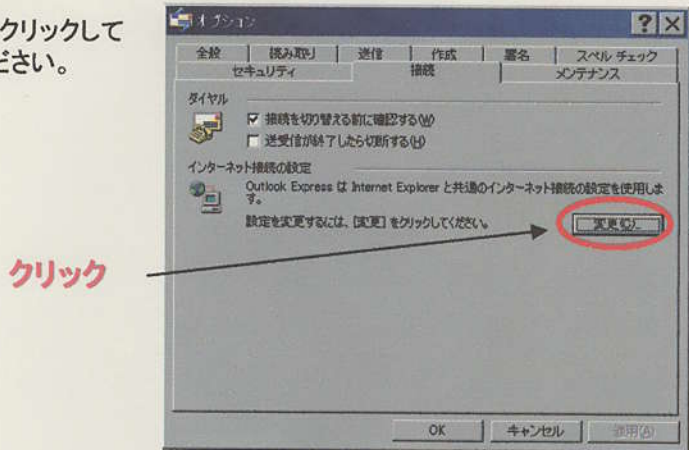 クリックして
ださい。
オプション
全般 読み取り 送信 作成 署名 スペル チェック
セキュリティ 接続 メンテナンス
ダイヤル
接続を切り替える前に確認する(W)
送受信が終了したら切断する(H)
インターネット接続の設定
Outlook Express は Internet Explorer と共通のインターネット接続の設定を使用しま
す。
設定を変更するには、[変更] をクリックしてください。
変更(C)...
クリック
OK キャンセル 適用(A)